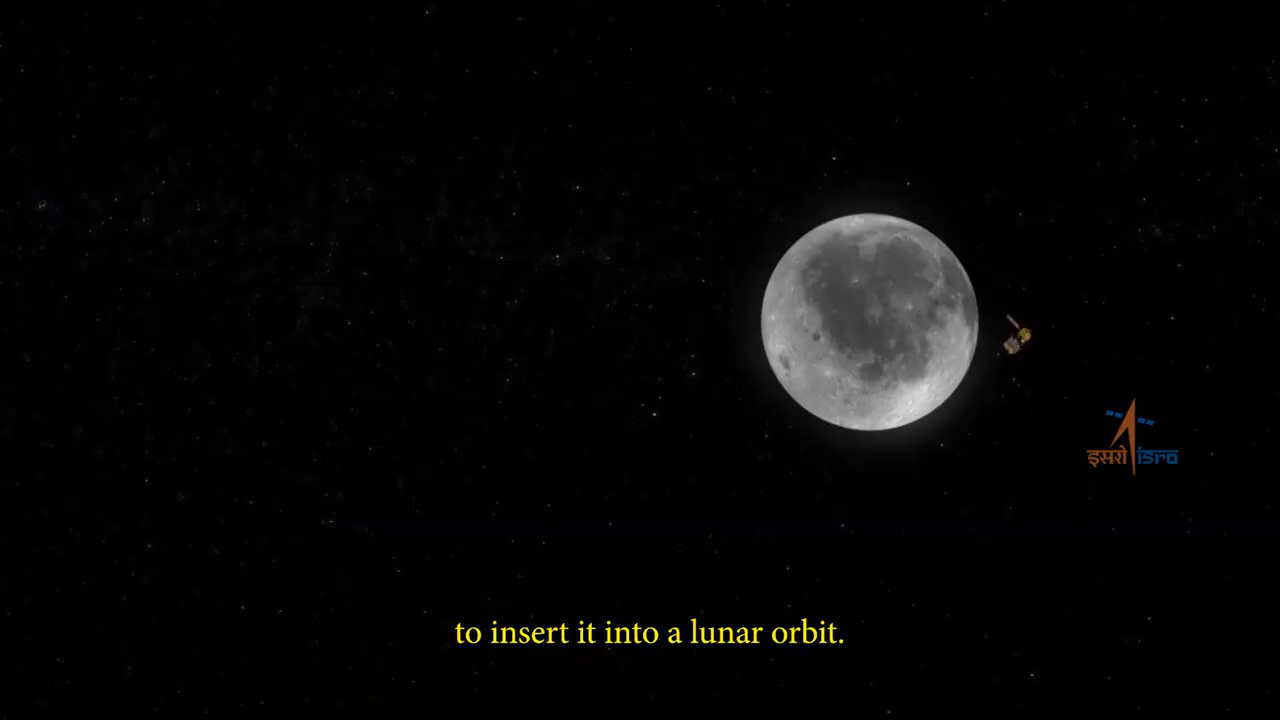 इसरो isro
to insert it into a lunar orbit.